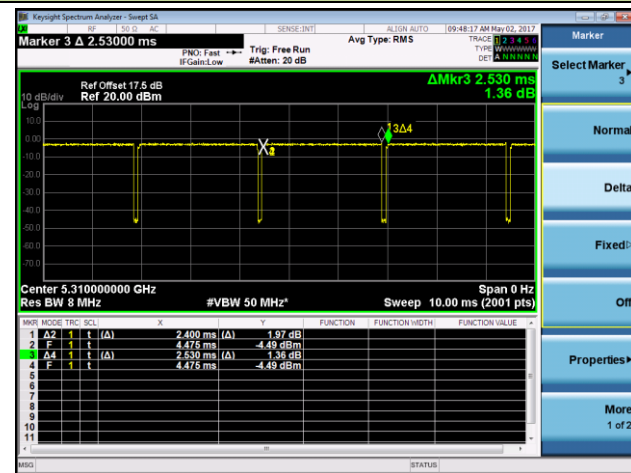 Keysight Spectrum Analyzer - Swept SA
RF 50 Ω AC SENSE:INT ALIGN AUTO 09:48:17 AM May 02, 2017
Marker 3 Δ 2.53000 ms
PNO: Fast
IFGain:Low
Trig: Free Run
#Atten: 20 dB
Avg Type: RMS
TRACE 1 2 3 4 5 6
TYPE WWWWWW
DET A N N N N N
Ref Offset 17.5 dB
10 dB/div Ref 20.00 dBm
Log
ΔMkr3 2.530 ms
1.36 dB
10.0
0.00
-10.0
-20.0
-30.0
-40.0
-50.0
-60.0
-70.0
3Δ4
Center 5.310000000 GHz Span 0 Hz
Res BW 8 MHz #VBW 50 MHz* Sweep 10.00 ms (2001 pts)
MKR MODE TRC SCL X Y FUNCTION FUNCTION WIDTH FUNCTION VALUE
1 Δ2 1 t (Δ) 2.400 ms (Δ) 1.97 dB
2 F 1 t 4.475 ms -4.49 dBm
3 Δ4 1 t (Δ) 2.530 ms (Δ) 1.36 dB
4 F 1 t 4.475 ms -4.49 dBm
5
6
7
8
9
10
11
MSG STATUS
Marker
Select Marker
3
Normal
Delta
Fixed
Off
Properties
More
1 of 2